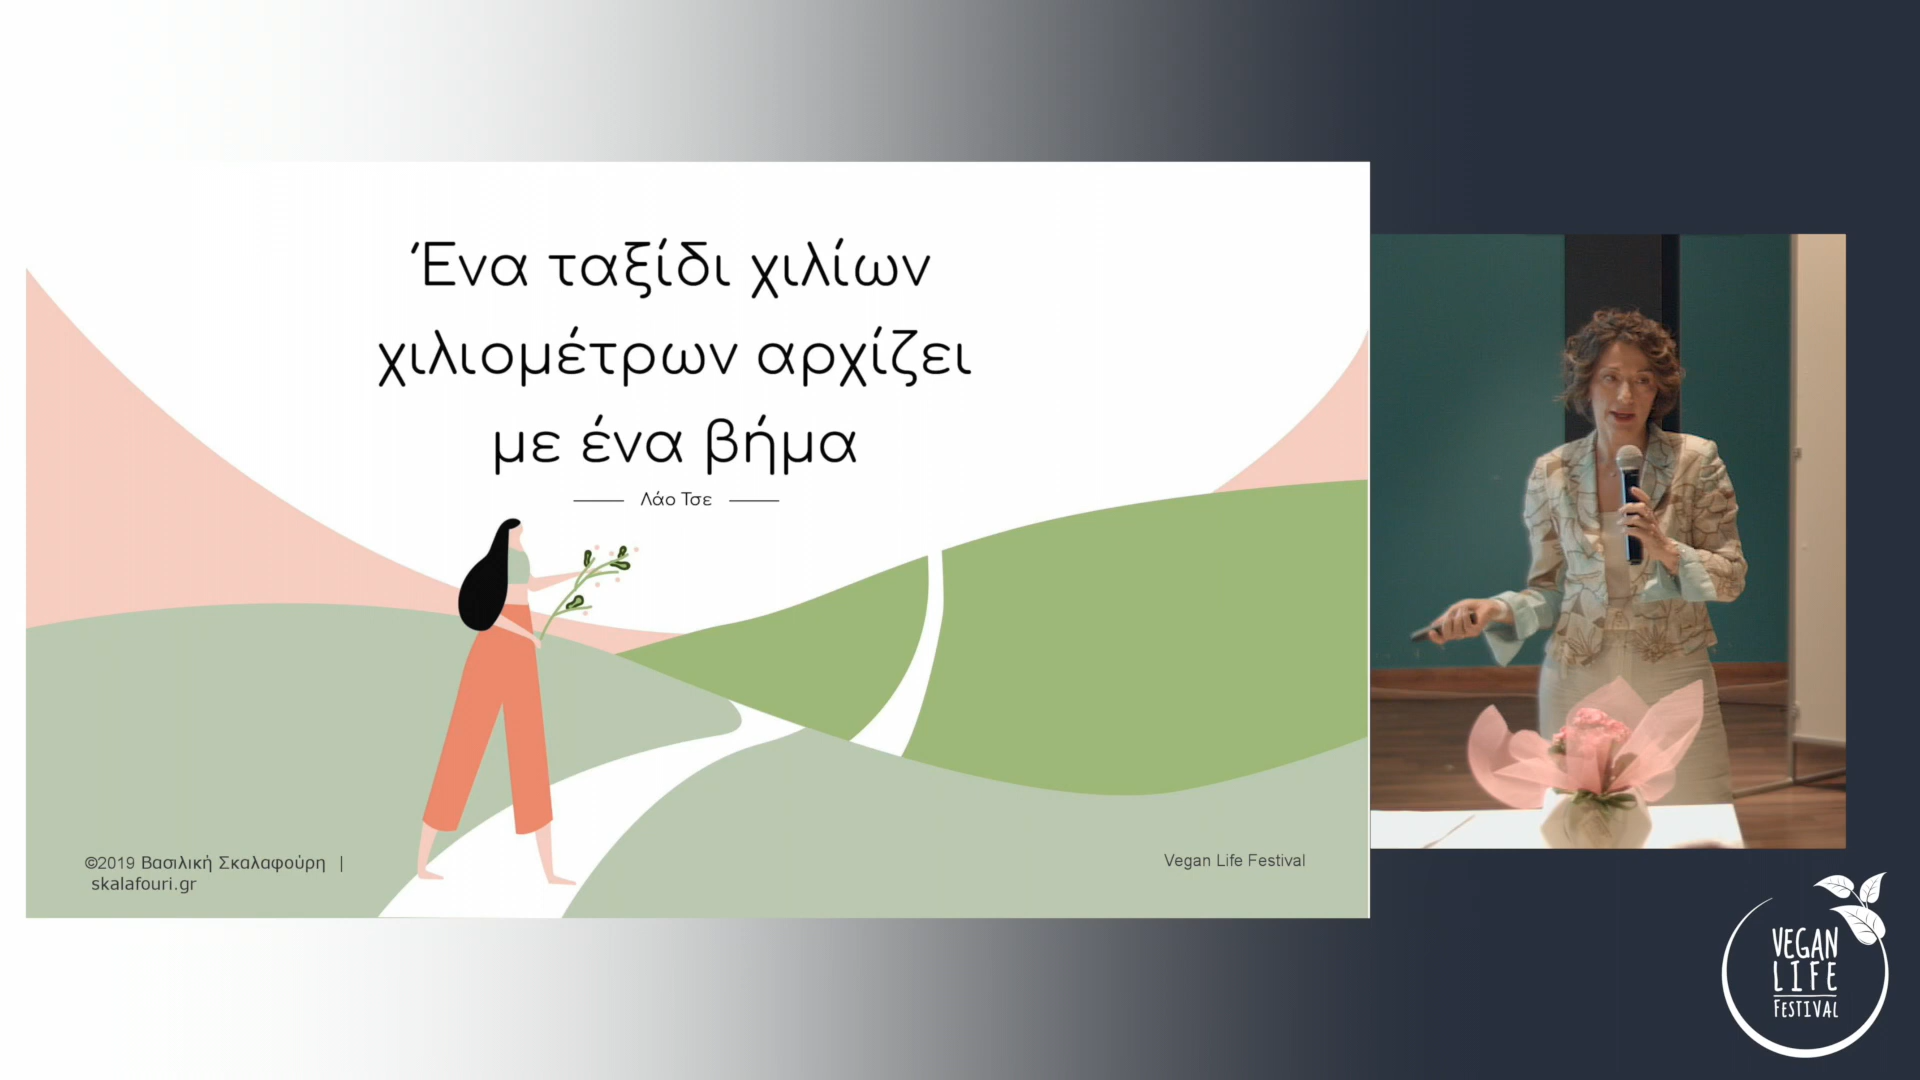 Ένα ταξίδι χιλίων
χιλιομέτρων αρχίζει
με ένα βήμα
Λάο Τσε
©2019 Βασιλική Σκαλαφούρη |
skalafouri.gr
Vegan Life Festival
VEGAN
LIFE
FESTIVAL